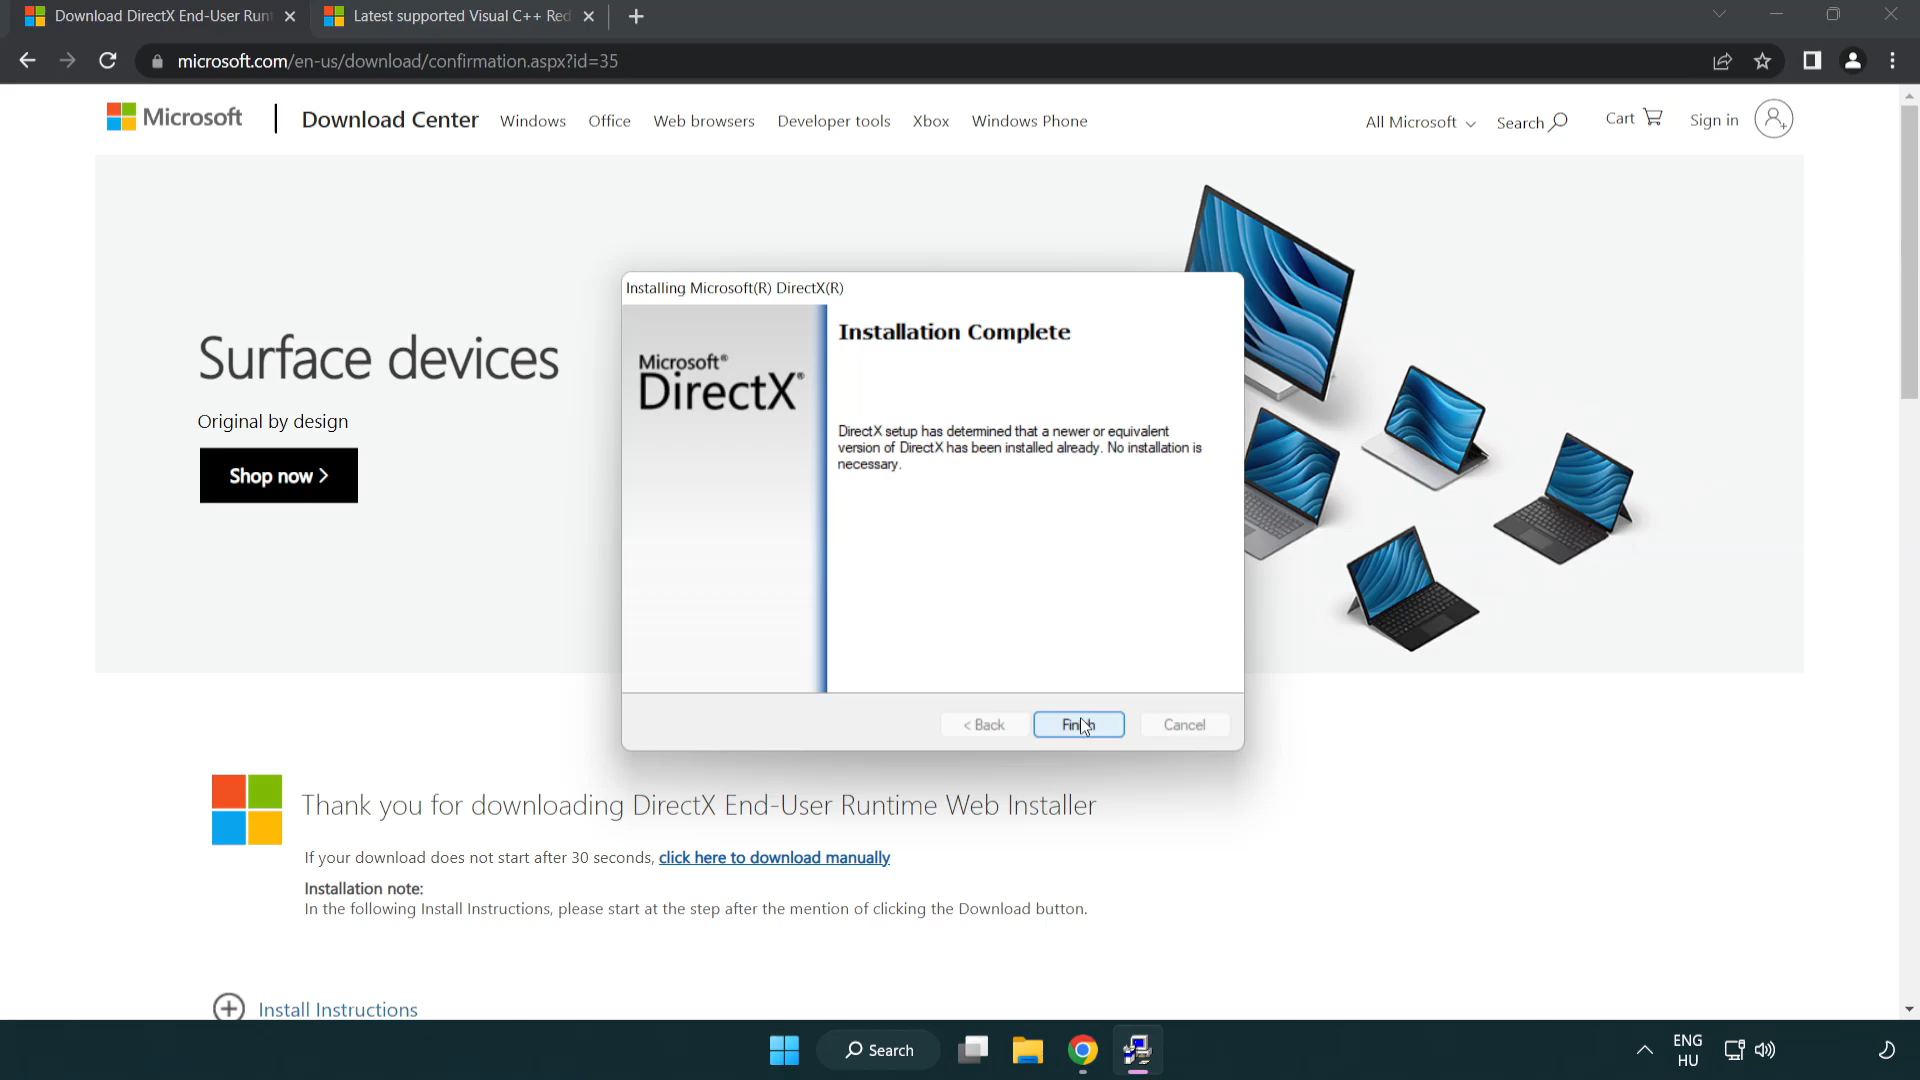 Download DirectX End-User Runt
Latest supported Visual C++ Red
microsoft.com/en-us/download/confirmation.aspx?id=35
Microsoft
Download Center
Windows
Office
Web browsers
Developer tools
Xbox
Windows Phone
All Microsoft
Search
Cart
Sign in
Surface devices
Original by design
Shop now
Installing Microsoft(R) DirectX(R)
Microsoft®
DirectX®
Installation Complete
DirectX setup has determined that a newer or equivalent
version of DirectX has been installed already. No installation is
necessary.
< Back
Finish
Cancel
Thank you for downloading DirectX End-User Runtime Web Installer
If your download does not start after 30 seconds, click here to download manually
Installation note:
In the following Install Instructions, please start at the step after the mention of clicking the Download button.
Install Instructions
Search
ENG
HU